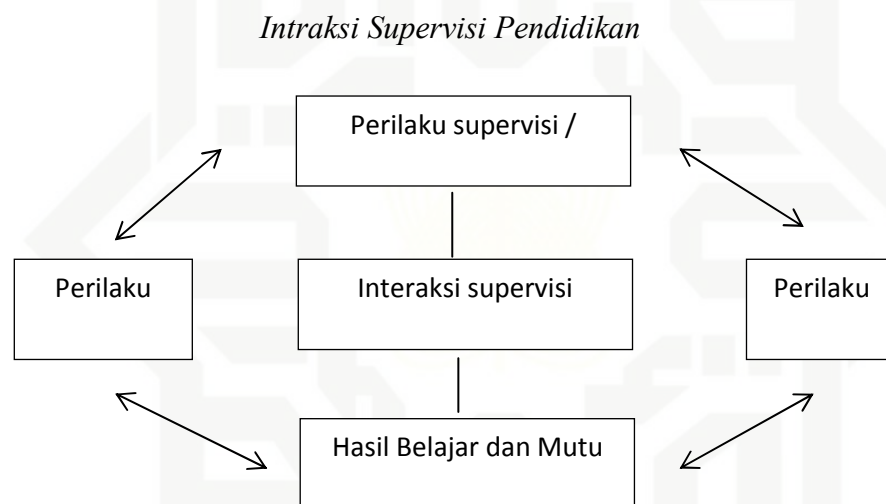 Intraksi Supervisi Pendidikan
Perilaku supervisi /
Perilaku
Interaksi supervisi
Perilaku
Hasil Belajar dan Mutu